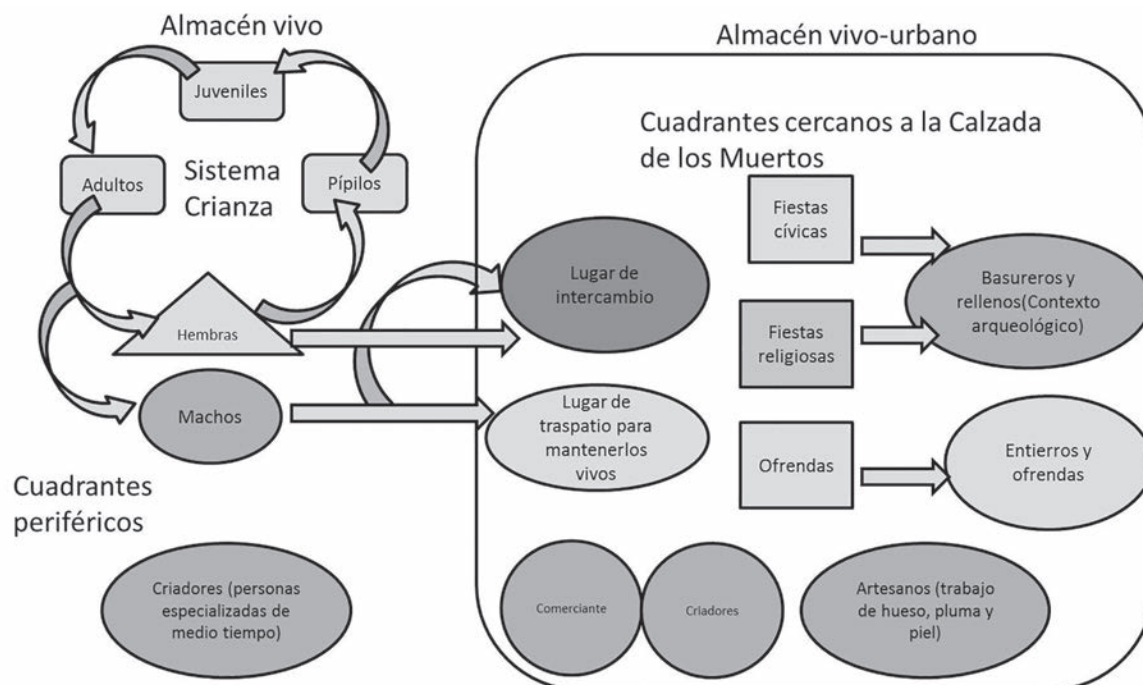 Almacén vivo
Juveniles
Adultos
Sistema
Crianza
Pípilos
Hembras
Machos
Cuadrantes
periféricos
Criadores (personas
especializadas de
medio tiempo)
Almacén vivo-urbano
Cuadrantes cercanos a la Calzada
de los Muertos
Lugar de
intercambio
Lugar de
traspatio para
mantenerlos
vivos
Fiestas
cívicas
Fiestas
religiosas
Ofrendas
Basureros y
rellenos(Contexto
arqueológico)
Entierros y
ofrendas
Comerciante
Criadores
Artesanos (trabajo
de hueso, pluma y
piel)